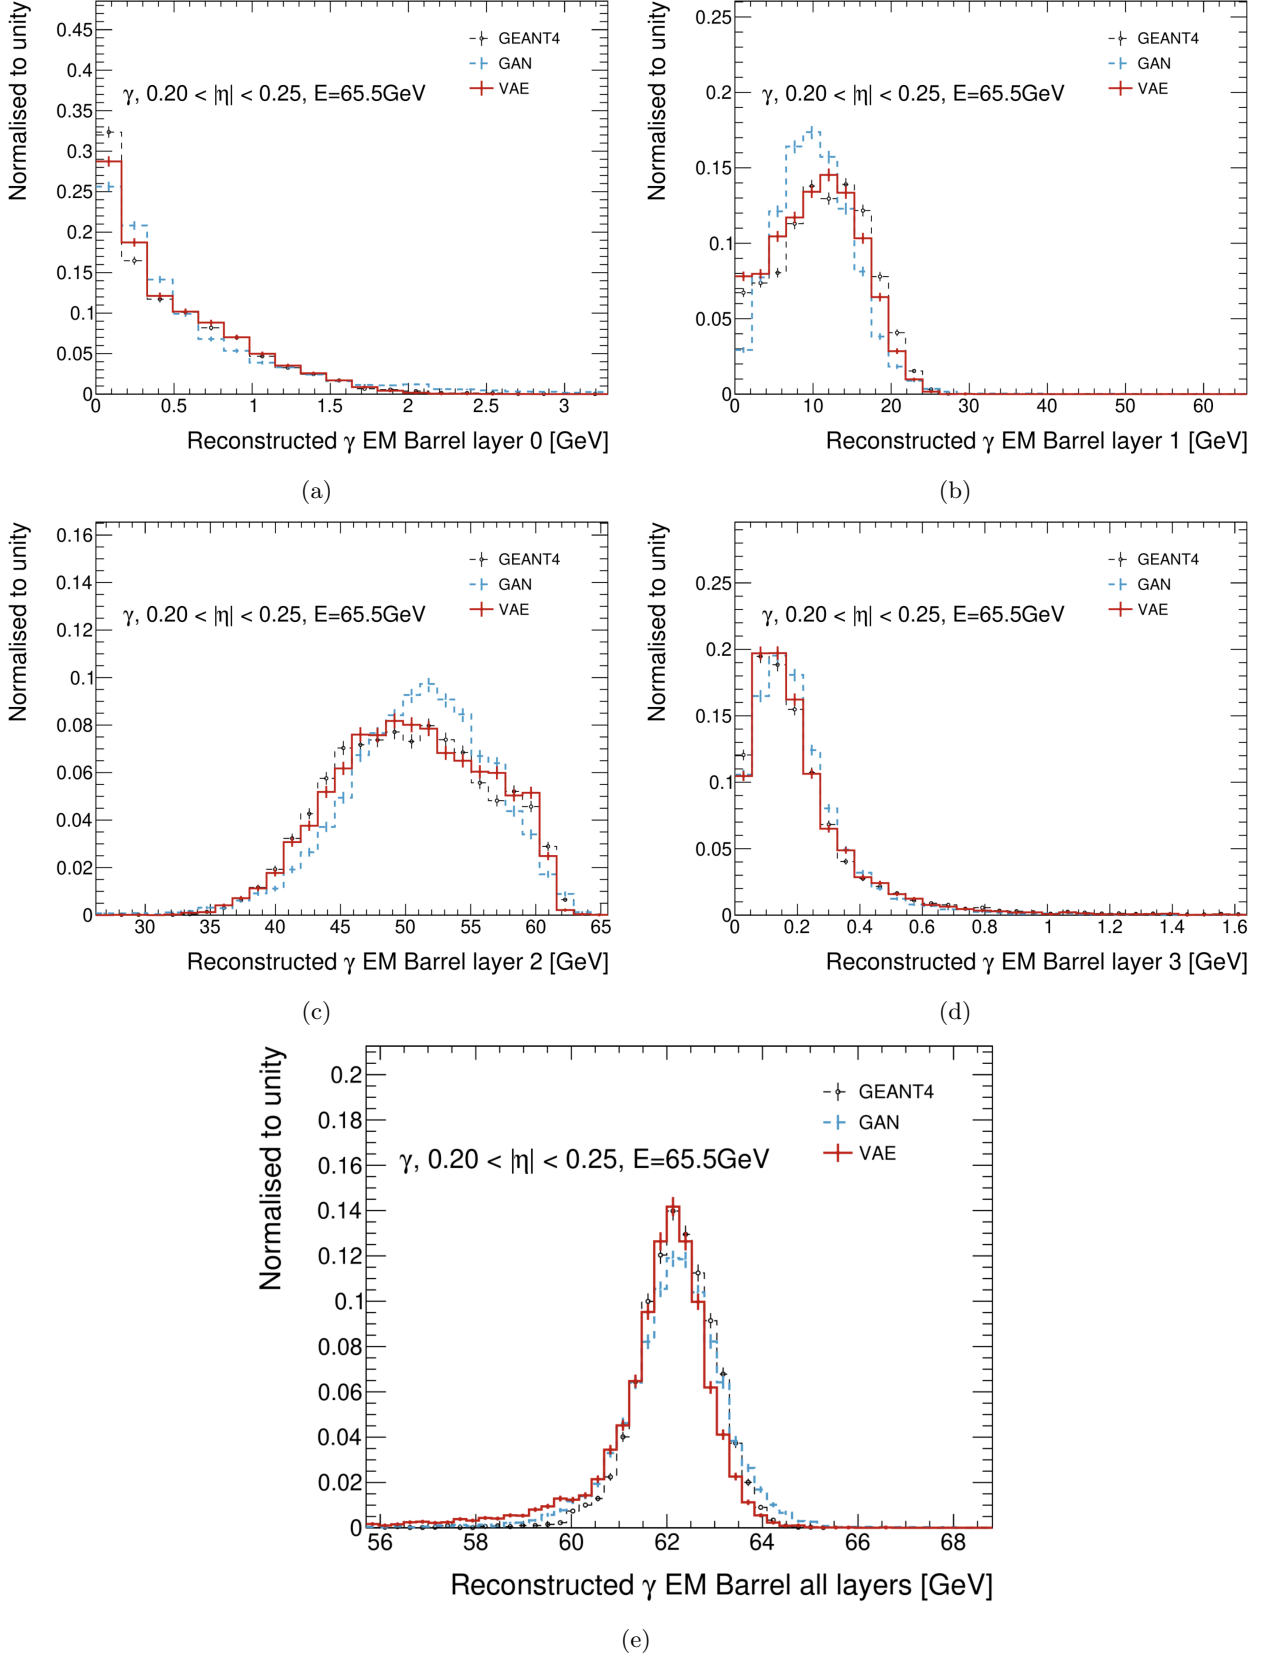 Normalised to unity
0.45
0.4
0.35
0.3
0.25
0.2
0.15
0.1
0.05
0
GEANT4
GAN
VAE
γ, 0.20 < |η| < 0.25, E=65.5GeV
0 0.5 1 1.5 2 2.5 3
Reconstructed γ EM Barrel layer 0 [GeV]
(a)
Normalised to unity
0.25
0.2
0.15
0.1
0.05
0
GEANT4
GAN
VAE
γ, 0.20 < |η| < 0.25, E=65.5GeV
0 10 20 30 40 50 60
Reconstructed γ EM Barrel layer 1 [GeV]
(b)
Normalised to unity
0.16
0.14
0.12
0.1
0.08
0.06
0.04
0.02
0
GEANT4
GAN
VAE
γ, 0.20 < |η| < 0.25, E=65.5GeV
30 35 40 45 50 55 60 65
Reconstructed γ EM Barrel layer 2 [GeV]
(c)
Normalised to unity
0.25
0.2
0.15
0.1
0.05
0
GEANT4
GAN
VAE
γ, 0.20 < |η| < 0.25, E=65.5GeV
0 0.2 0.4 0.6 0.8 1 1.2 1.4 1.6
Reconstructed γ EM Barrel layer 3 [GeV]
(d)
Normalised to unity
0.2
0.18
0.16
0.14
0.12
0.1
0.08
0.06
0.04
0.02
0
GEANT4
GAN
VAE
γ, 0.20 < |η| < 0.25, E=65.5GeV
56 58 60 62 64 66 68
Reconstructed γ EM Barrel all layers [GeV]
(e)